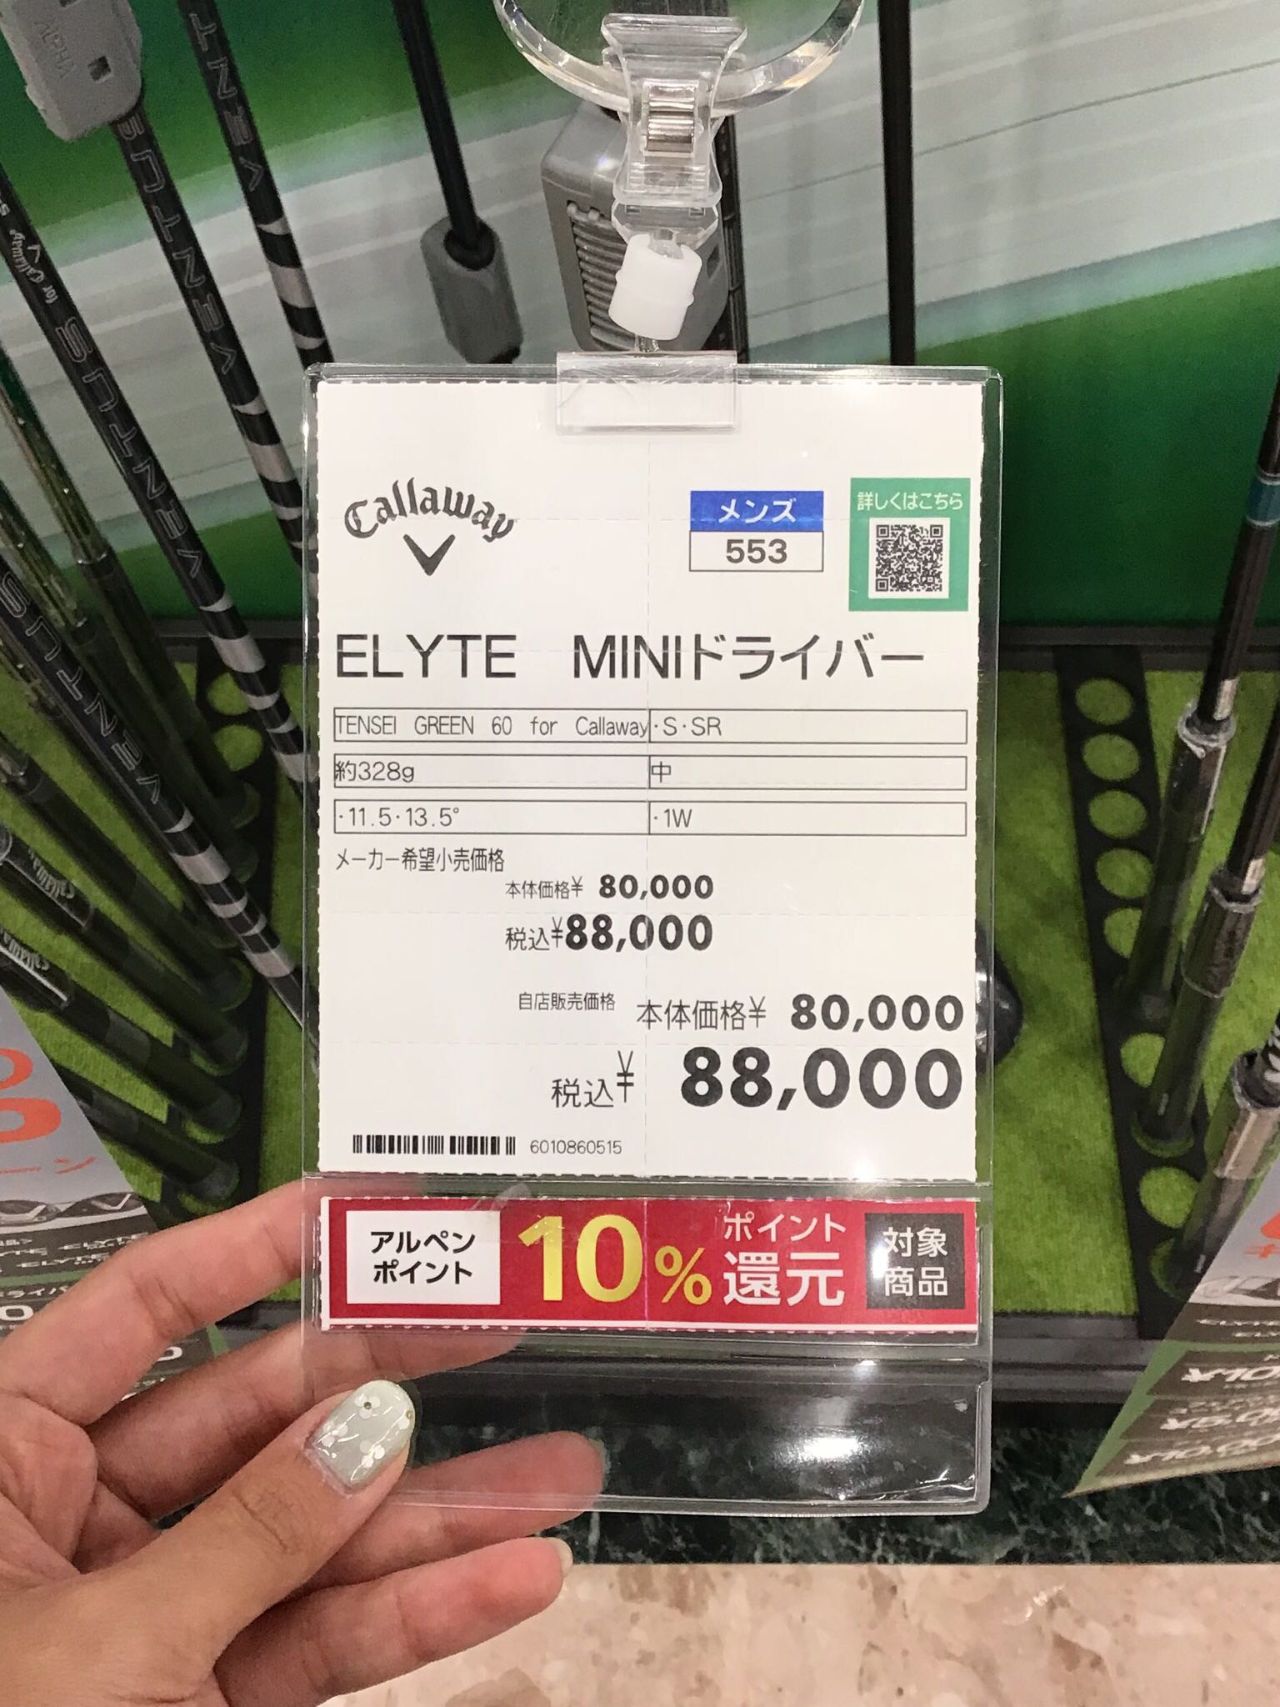 Callaway
メンズ
553
詳しくはこちら
ELYTE MINIドライバー
TENSEI GREEN 60 for Callaway ・S・SR
約328g 中
・11.5・13.5° ・1W
メーカー希望小売価格
本体価格¥ 80,000
税込¥88,000
自店販売価格 本体価格¥ 80,000
税込¥ 88,000
6010860515
アルペン
ポイント
10%
ポイント
還元
対象
商品
VENTUS
VENTUS
VENTUS
for Callaway